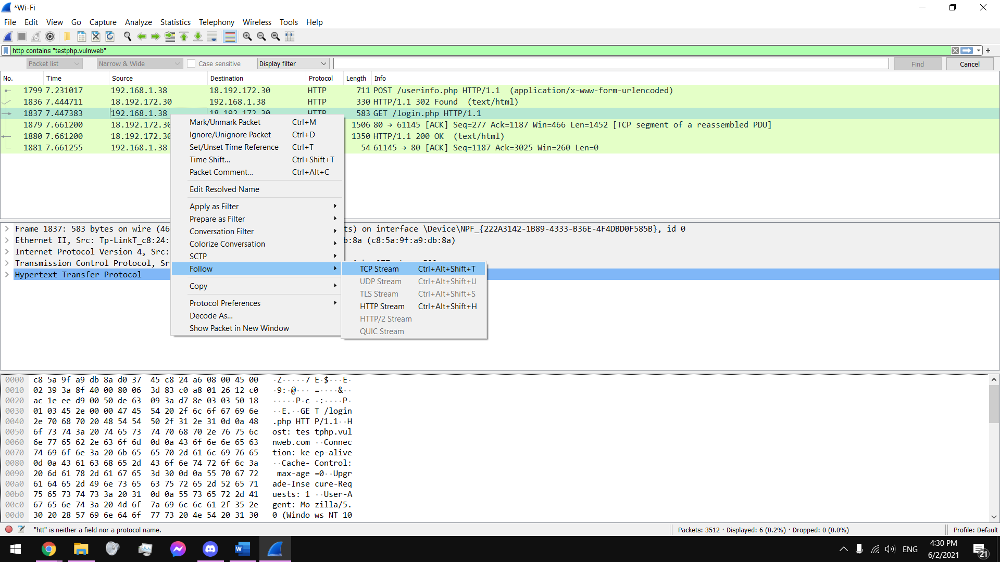 *Wi-Fi
File Edit View Go Capture Analyze Statistics Telephony Wireless Tools Help
http contains "testphp.vulnweb"
Packet list Narrow & Wide Case sensitive Display filter Find Cancel
No. Time Source Destination Protocol Length Info
1799 7.231017 192.168.1.38 18.192.172.30 HTTP 711 POST /userinfo.php HTTP/1.1 (application/x-www-form-urlencoded)
1836 7.444711 18.192.172.30 192.168.1.38 HTTP 330 HTTP/1.1 302 Found (text/html)
1837 7.447383 192.168.1.38 18.192.172.30 HTTP 583 GET /login.php HTTP/1.1
1879 7.661200 18.192.172.30 1506 80 → 61145 [ACK] Seq=277 Ack=1187 Win=466 Len=1452 [TCP segment of a reassembled PDU]
1880 7.661200 18.192.172.30 1350 HTTP/1.1 200 OK (text/html)
1881 7.661255 192.168.1.38 54 61145 → 80 [ACK] Seq=1187 Ack=3025 Win=260 Len=0
Mark/Unmark Packet Ctrl+M
Ignore/Unignore Packet Ctrl+D
Set/Unset Time Reference Ctrl+T
Time Shift... Ctrl+Shift+T
Packet Comment... Ctrl+Alt+C
Edit Resolved Name
Apply as Filter
Prepare as Filter
Conversation Filter
Colorize Conversation
SCTP
Follow
Copy
Protocol Preferences
Decode As...
Show Packet in New Window
TCP Stream Ctrl+Alt+Shift+T
UDP Stream Ctrl+Alt+Shift+U
TLS Stream Ctrl+Alt+Shift+S
HTTP Stream Ctrl+Alt+Shift+H
HTTP/2 Stream
QUIC Stream
Frame 1837: 583 bytes on wire (46 ts) on interface \Device\NPF_{222A3142-1B89-4333-B36E-4F4DBD0F585B}, id 0
Ethernet II, Src: Tp-LinkT_c8:24: b:8a (c8:5a:9f:a9:db:8a)
Internet Protocol Version 4, Src:
Transmission Control Protocol, Sr
Hypertext Transfer Protocol
0000 c8 5a 9f a9 db 8a d0 37 45 c8 24 a6 08 00 45 00 ·Z·····7 E·$···E·
0010 02 39 3a 8f 40 00 80 06 3d 83 c0 a8 01 26 12 c0 ·9:·@··· =····&··
0020 ac 1e ee d9 00 50 de 63 09 3a d7 8e 03 03 50 18 ·····P·c ·:····P·
0030 01 03 45 2e 00 00 47 45 54 20 2f 6c 6f 67 69 6e ··E.··GE T /login
0040 2e 70 68 70 20 48 54 54 50 2f 31 2e 31 0d 0a 48 .php HTT P/1.1··H
0050 6f 73 74 3a 20 74 65 73 74 70 68 70 2e 76 75 6c ost: tes tphp.vul
0060 6e 77 65 62 2e 63 6f 6d 0d 0a 43 6f 6e 6e 65 63 nweb.com ··Connec
0070 74 69 6f 6e 3a 20 6b 65 65 70 2d 61 6c 69 76 65 tion: ke ep-alive
0080 0d 0a 43 61 63 68 65 2d 43 6f 6e 74 72 6f 6c 3a ··Cache- Control:
0090 20 6d 61 78 2d 61 67 65 3d 30 0d 0a 55 70 67 72 max-age =0··Upgr
00a0 61 64 65 2d 49 6e 73 65 63 75 72 65 2d 52 65 71 ade-Inse cure-Req
00b0 75 65 73 74 73 3a 20 31 0d 0a 55 73 65 72 2d 41 uests: 1 ··User-A
00c0 67 65 6e 74 3a 20 4d 6f 7a 69 6c 6c 61 2f 35 2e gent: Mo zilla/5.
00d0 30 20 28 57 69 6e 64 6f 77 73 20 4e 54 20 31 30 0 (Windo ws NT 10
"htt" is neither a field nor a protocol name. Packets: 3512 · Displayed: 6 (0.2%) · Dropped: 0 (0.0%) Profile: Default
ENG 4:30 PM
6/2/2021 21